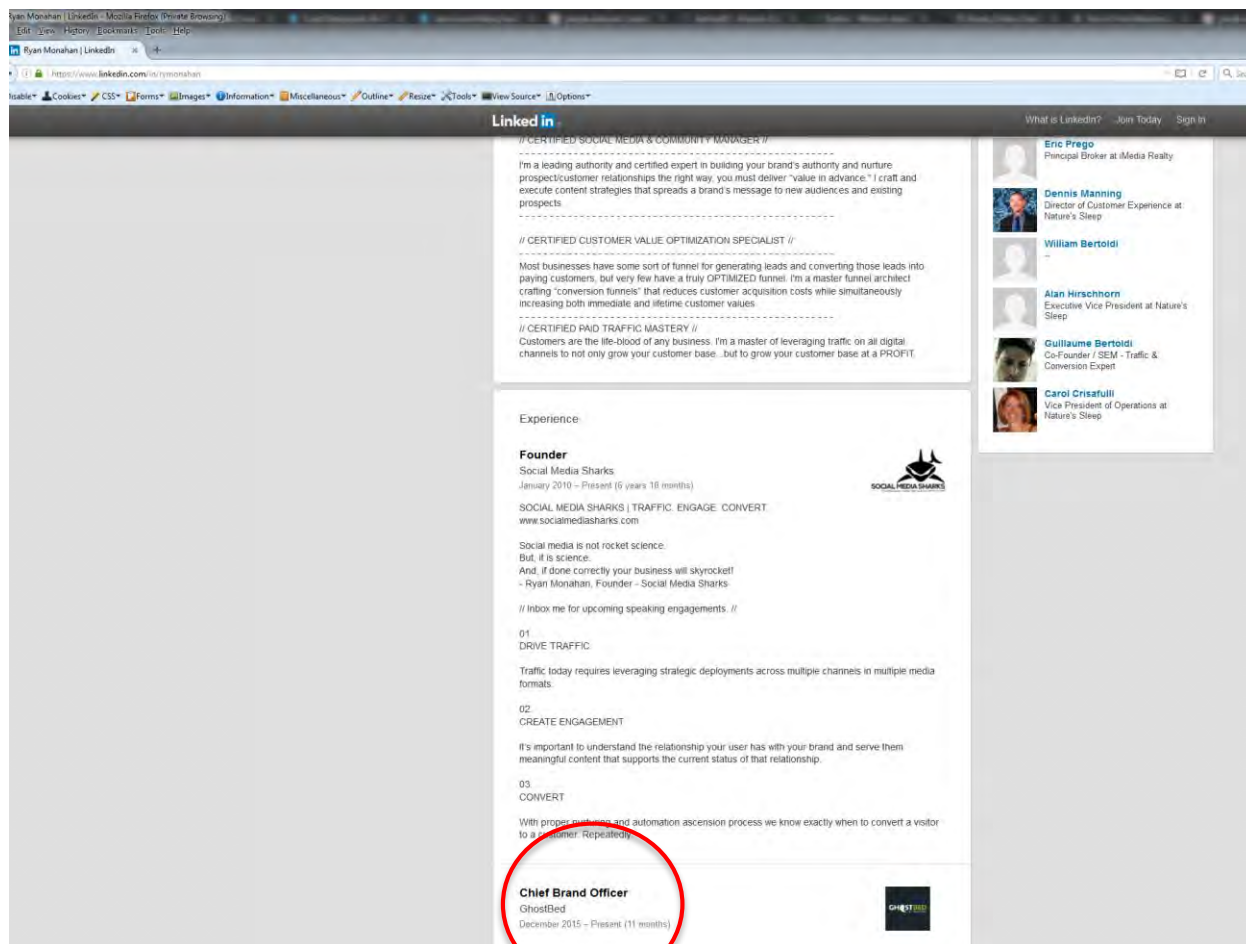 Ryan Monahan | LinkedIn - Mozilla Firefox (Private Browsing)
Edit View History Bookmarks Tools Help
in Ryan Monahan | LinkedIn × +
https://www.linkedin.com/in/rymonahan
Cookies CSS Forms Images Information Miscellaneous Outline Resize Tools View Source Options
Linked in What is LinkedIn? Join Today Sign In
// CERTIFIED SOCIAL MEDIA & COMMUNITY MANAGER //
I'm a leading authority and certified expert in building your brand's authority and nurture
prospect/customer relationships the right way, you must deliver "value in advance." I craft and
execute content strategies that spreads a brand's message to new audiences and existing
prospects.
// CERTIFIED CUSTOMER VALUE OPTIMIZATION SPECIALIST //
Most businesses have some sort of funnel for generating leads and converting those leads into
paying customers, but very few have a truly OPTIMIZED funnel. I'm a master funnel architect
crafting "conversion funnels" that reduces customer acquisition costs while simultaneously
increasing both immediate and lifetime customer values.
// CERTIFIED PAID TRAFFIC MASTERY //
Customers are the life-blood of any business. I'm a master of leveraging traffic on all digital
channels to not only grow your customer base...but to grow your customer base at a PROFIT.
Eric Prego
Principal Broker at iMedia Realty
Dennis Manning
Director of Customer Experience at
Nature's Sleep
William Bertoldi
--
Alan Hirschhorn
Executive Vice President at Nature's
Sleep
Guillaume Bertoldi
Co-Founder / SEM - Traffic &
Conversion Expert
Carol Crisafulli
Vice President of Operations at
Nature's Sleep
Experience
Founder
Social Media Sharks
January 2010 – Present (6 years 10 months)
SOCIAL MEDIA SHARKS
SOCIAL MEDIA SHARKS | TRAFFIC. ENGAGE. CONVERT.
www.socialmediasharks.com
Social media is not rocket science.
But, it is science.
And, if done correctly your business will skyrocket!
- Ryan Monahan, Founder - Social Media Sharks
// Inbox me for upcoming speaking engagements. //
01.
DRIVE TRAFFIC
Traffic today requires leveraging strategic deployments across multiple channels in multiple media
formats.
02.
CREATE ENGAGEMENT
It's important to understand the relationship your user has with your brand and serve them
meaningful content that supports the current status of that relationship.
03.
CONVERT
With proper nurturing and automation ascension process we know exactly when to convert a visitor
to a customer. Repeatedly.
Chief Brand Officer
GhostBed
December 2015 – Present (11 months)
GHOSTBED